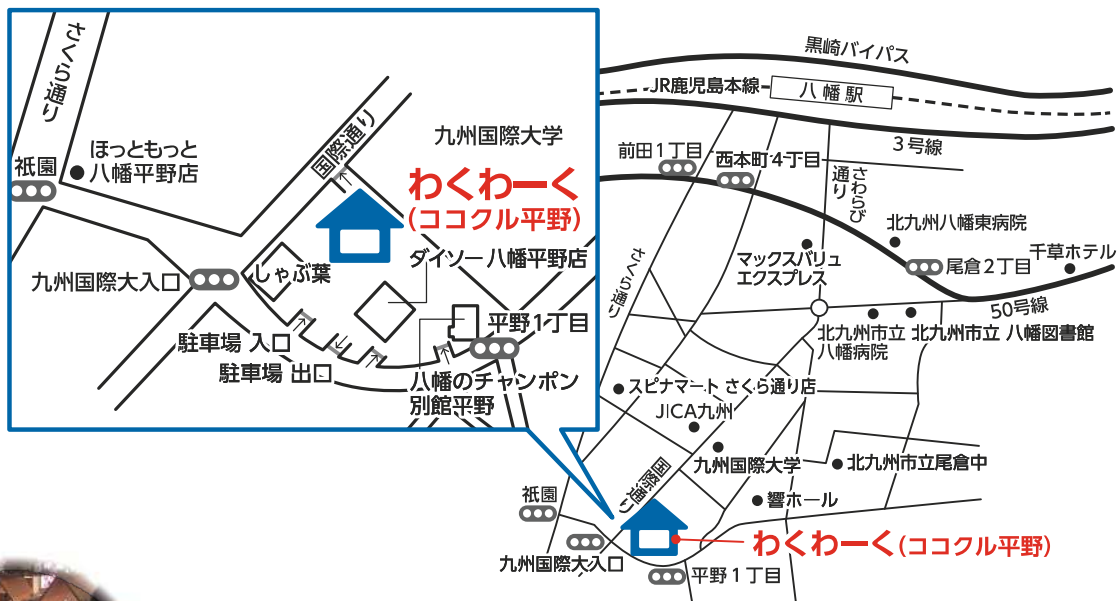 さくら通り
祇園
ほっともっと
八幡平野店
国際通り
九州国際大学
わくわーく
(ココクル平野)
ダイソー八幡平野店
九州国際大入口
しゃぶ葉
平野1丁目
駐車場 入口
駐車場 出口
八幡のチャンポン
別館平野
黒崎バイパス
JR鹿児島本線
八幡駅
3号線
前田1丁目
西本町4丁目
さわらび
通り
北九州八幡東病院
マックスバリュ
エクスプレス
尾倉2丁目
千草ホテル
さくら通り
50号線
北九州市立
八幡病院
北九州市立 八幡図書館
スピナマート さくら通り店
JICA九州
九州国際大学
北九州市立尾倉中
国際通り
祇園
響ホール
わくわーく(ココクル平野)
九州国際大入口
平野1丁目